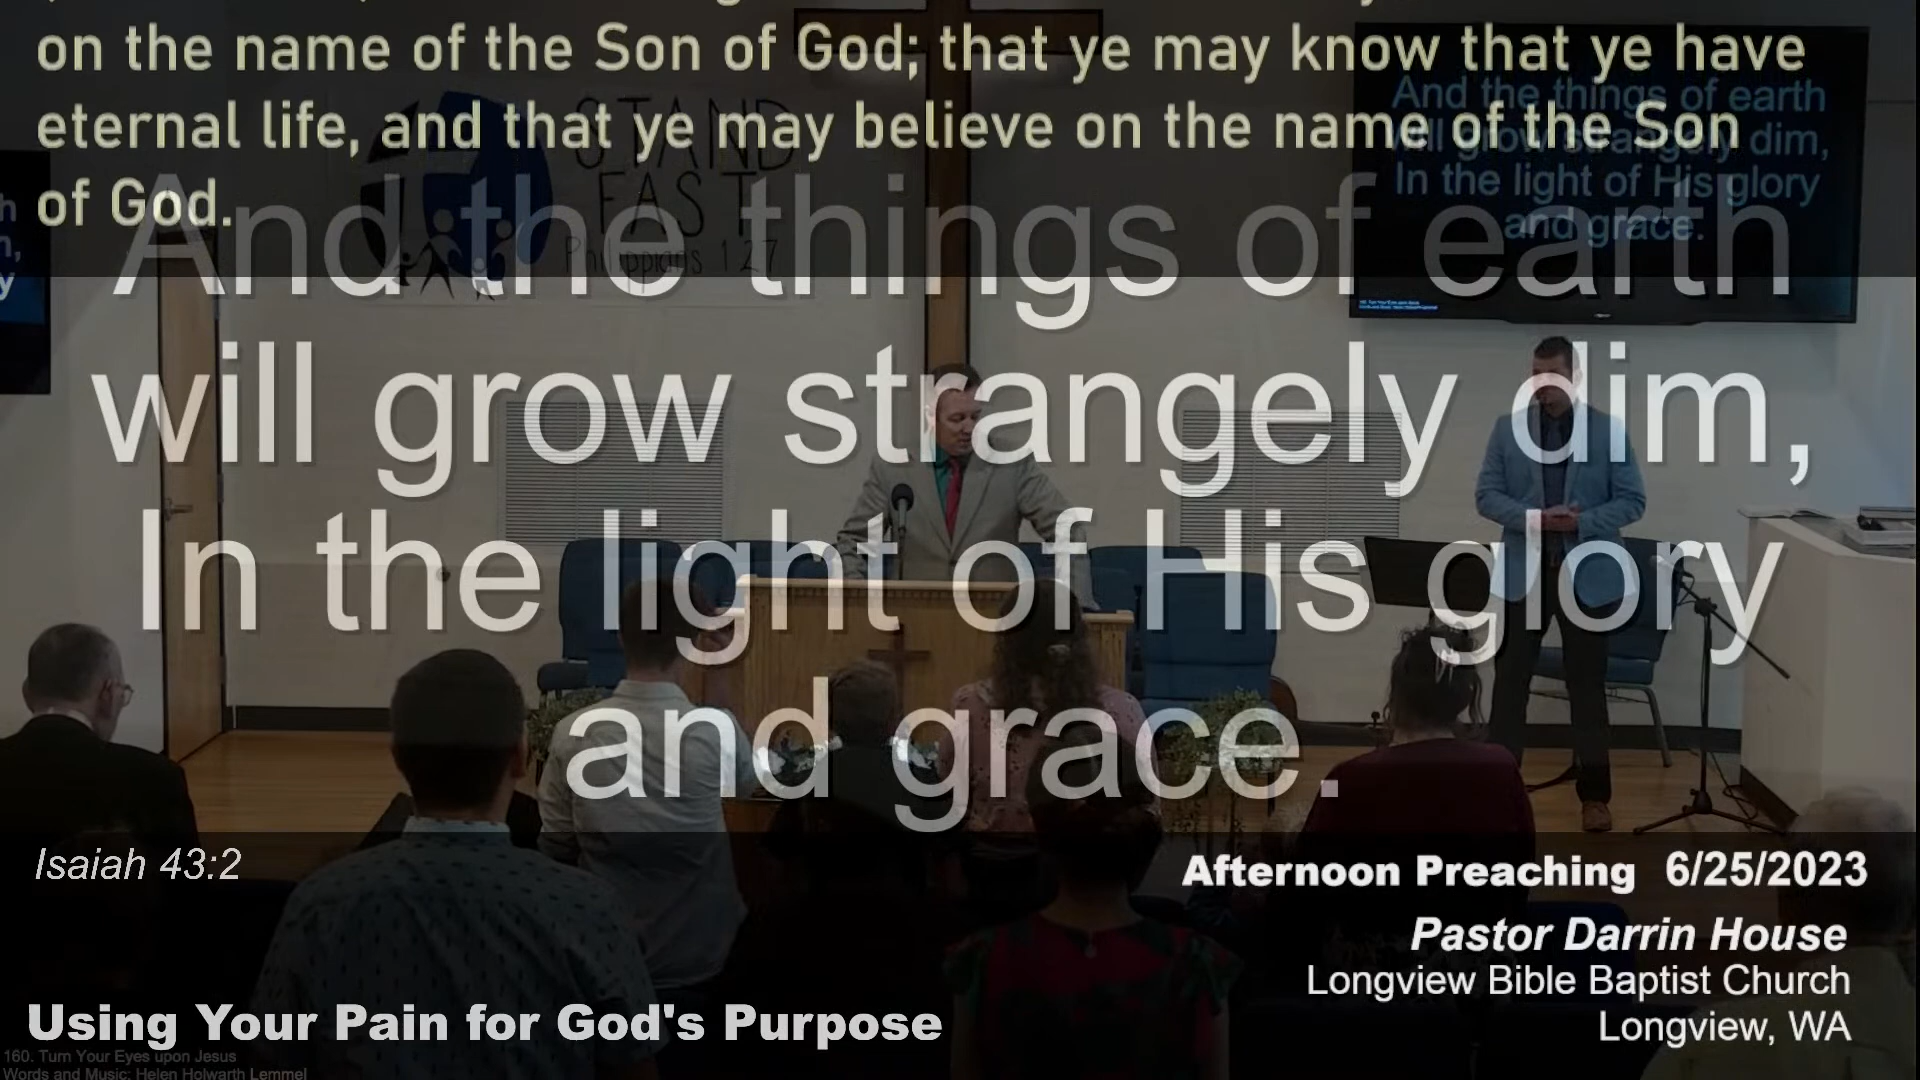 on the name of the Son of God; that ye may know that ye have
eternal life, and that ye may believe on the name of the Son
of God.
STAND
FAST
Philippians 1:27
And the things of earth
will grow strangely dim,
In the light of His glory
and grace.
And the things of earth
will grow strangely dim,
In the light of His glory
and grace.
Isaiah 43:2
Afternoon Preaching 6/25/2023
Pastor Darrin House
Longview Bible Baptist Church
Longview, WA
Using Your Pain for God's Purpose
160. Turn Your Eyes upon Jesus
Words and Music: Helen Holwarth Lemmel